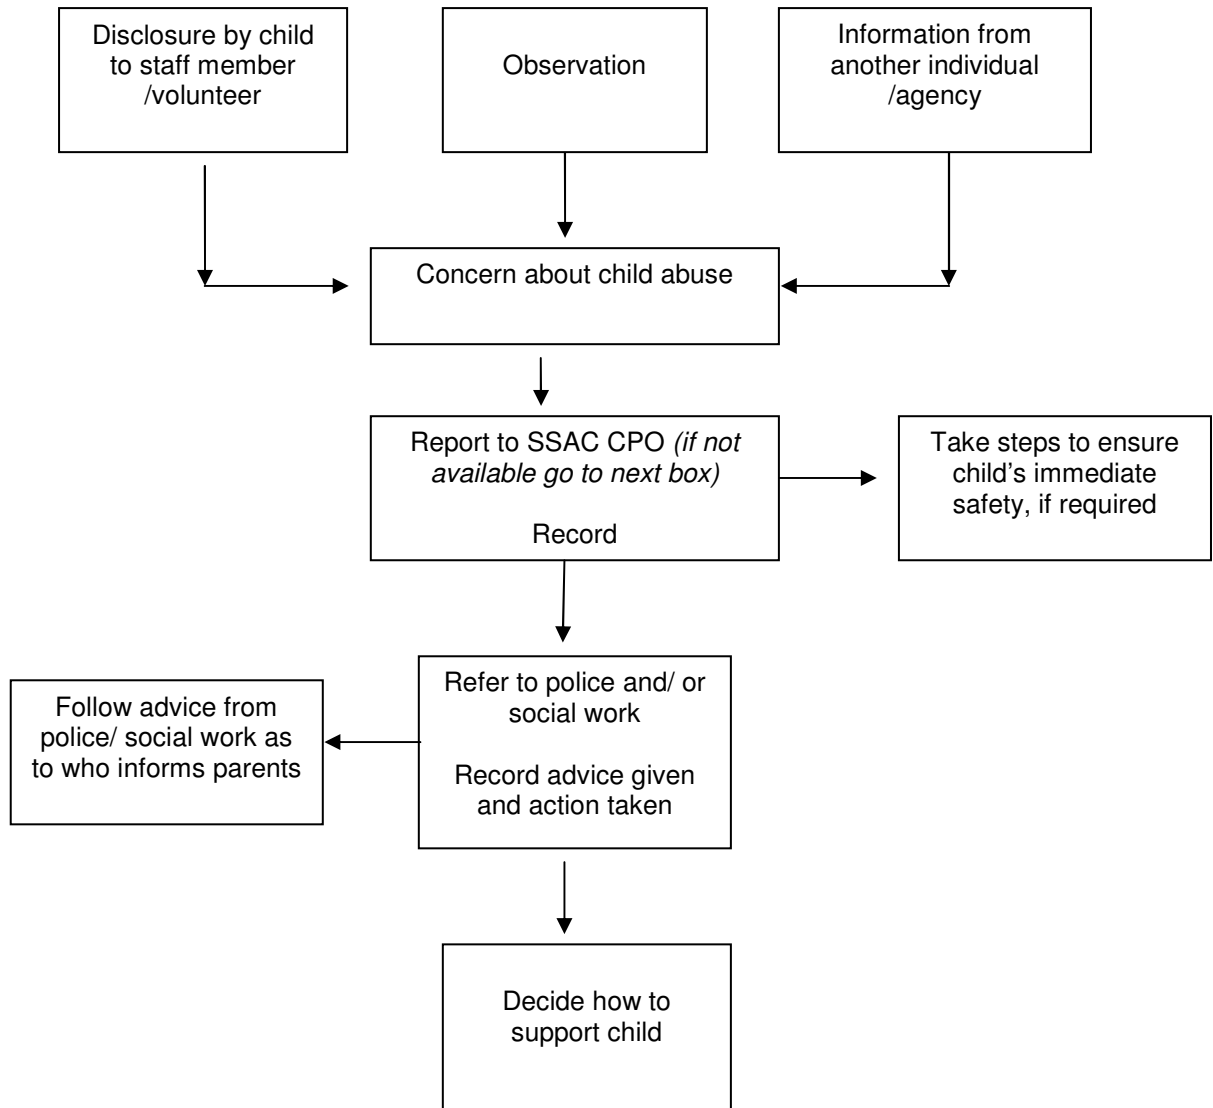 Disclosure by child
to staff member
/volunteer
Observation
Information from
another individual
/agency
Concern about child abuse
Report to SSAC CPO (if not
available go to next box)
Record
Take steps to ensure
child's immediate
safety, if required
Refer to police and/ or
social work
Record advice given
and action taken
Follow advice from
police/ social work as
to who informs parents
Decide how to
support child